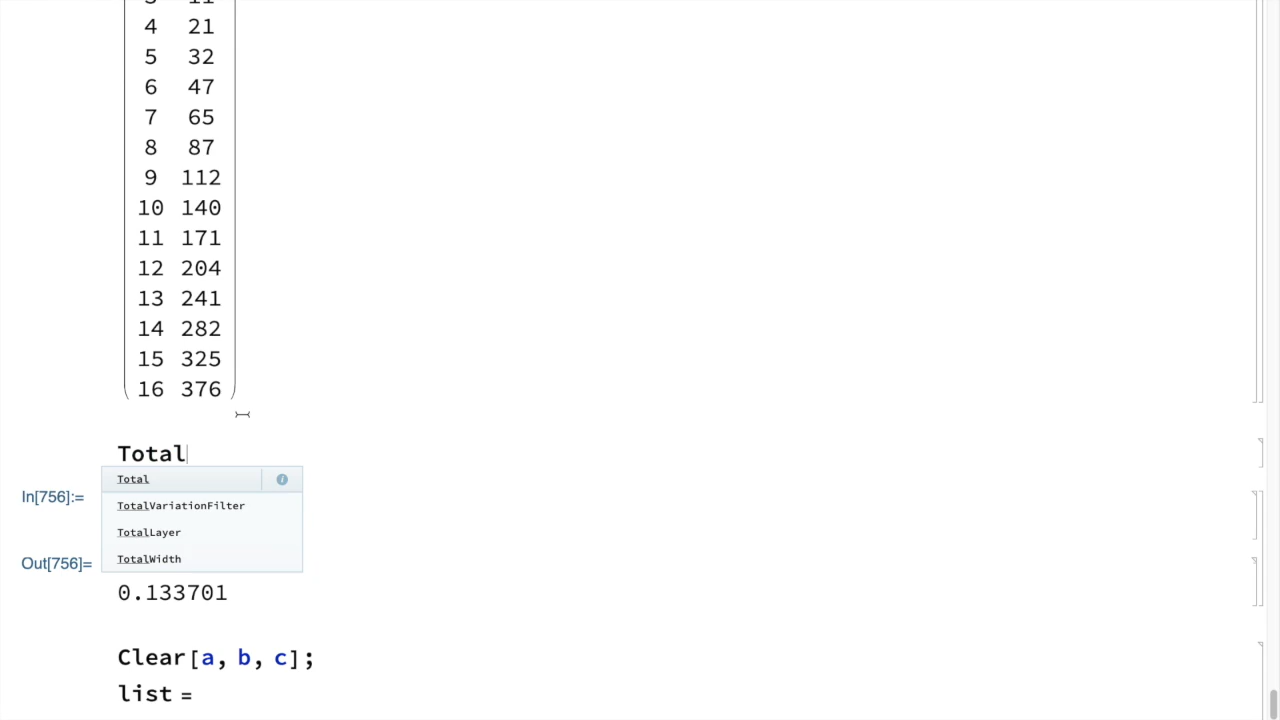 4 21
5 32
6 47
7 65
8 87
9 112
10 140
11 171
12 204
13 241
14 282
15 325
16 376
Total
Total
In[756]:=
TotalVariationFilter
TotalLayer
TotalWidth
Out[756]=
0.133701
Clear[a, b, c];
list =